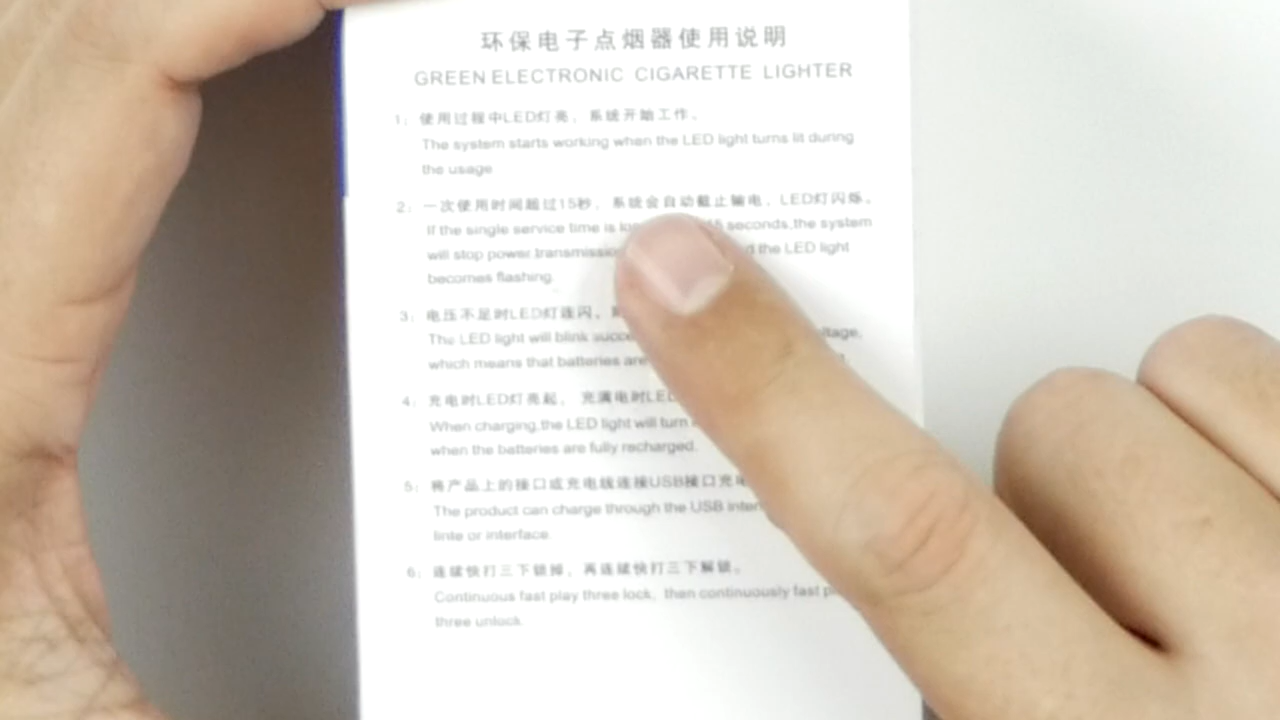 环保电子点烟器使用说明
GREEN ELECTRONIC CIGARETTE LIGHTER
1; 使用过程中LED灯亮，系统开始工作。
The system starts working when the LED light turns lit during
the usage
2; 一次使用时间超过15秒，系统会自动截止输电，LED灯闪烁。
If the single service time is seconds,the system
will stop power the LED light
becomes flashing.
3; 电压不足时LED灯连闪，
The LED light will blink
which means that batteries are
4; 充电时LED灯亮起， 充满电时LED
When charging,the LED light will turn
when the batteries are fully recharged.
5; 将产品上的接口或充电线连接USB接口充电
The product can charge through the USB
linte or interface.
6; 连续快打三下锁掉，再连续快打三下解锁。
Continuous fast play three lock, then continuously fast
three unlock.